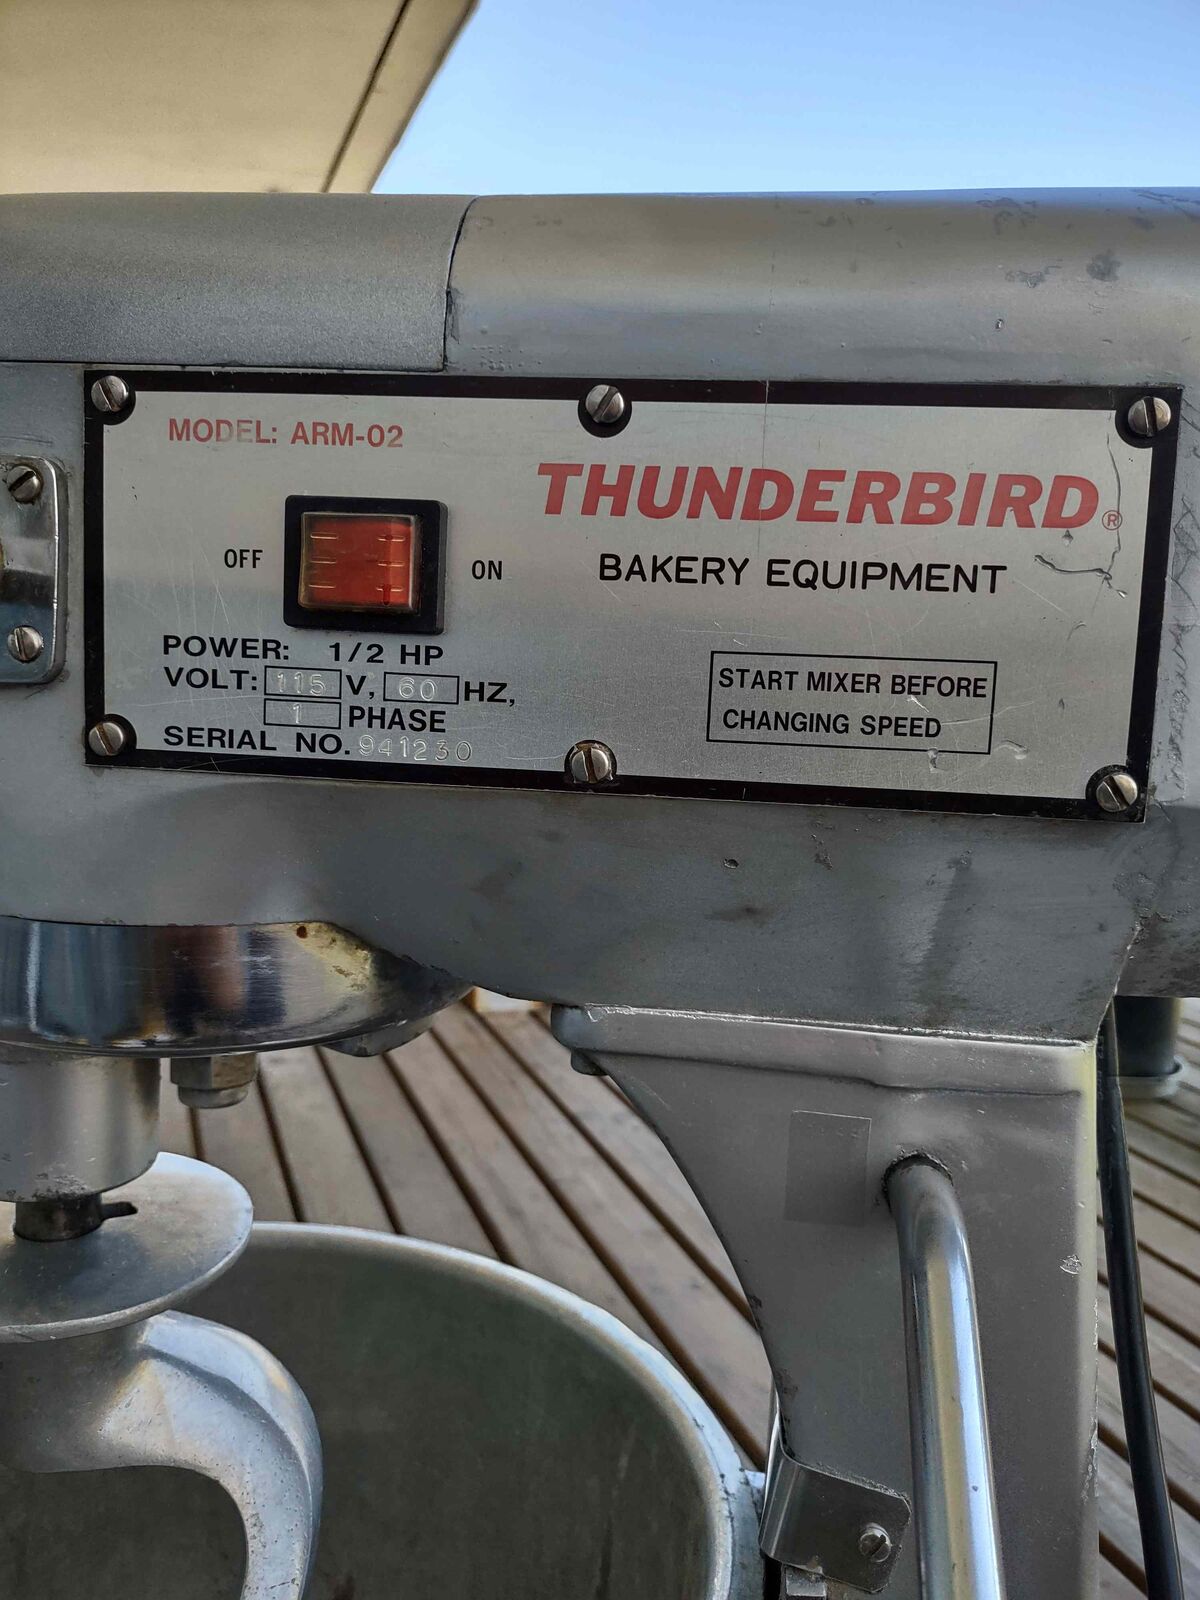 MODEL: ARM-02
THUNDERBIRD®
OFF
ON
BAKERY EQUIPMENT
POWER: 1/2 HP
VOLT: 115 V, 60 HZ,
1 PHASE
SERIAL NO. 941230
START MIXER BEFORE
CHANGING SPEED